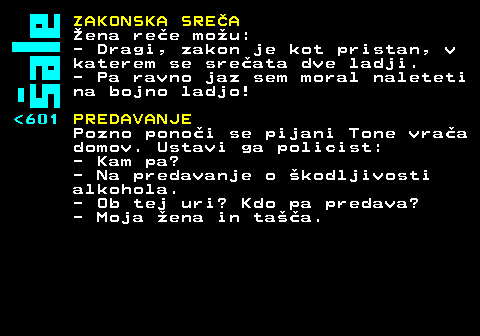 šale
ZAKONSKA SREČA
Žena reče možu:
- Dragi, zakon je kot pristan, v
katerem se srečata dve ladji.
- Pa ravno jaz sem moral naleteti
na bojno ladjo!
<601 PREDAVANJE
Pozno ponoči se pijani Tone vrača
domov. Ustavi ga policist:
- Kam pa?
- Na predavanje o škodljivosti
alkohola.
- Ob tej uri? Kdo pa predava?
- Moja žena in tašča.